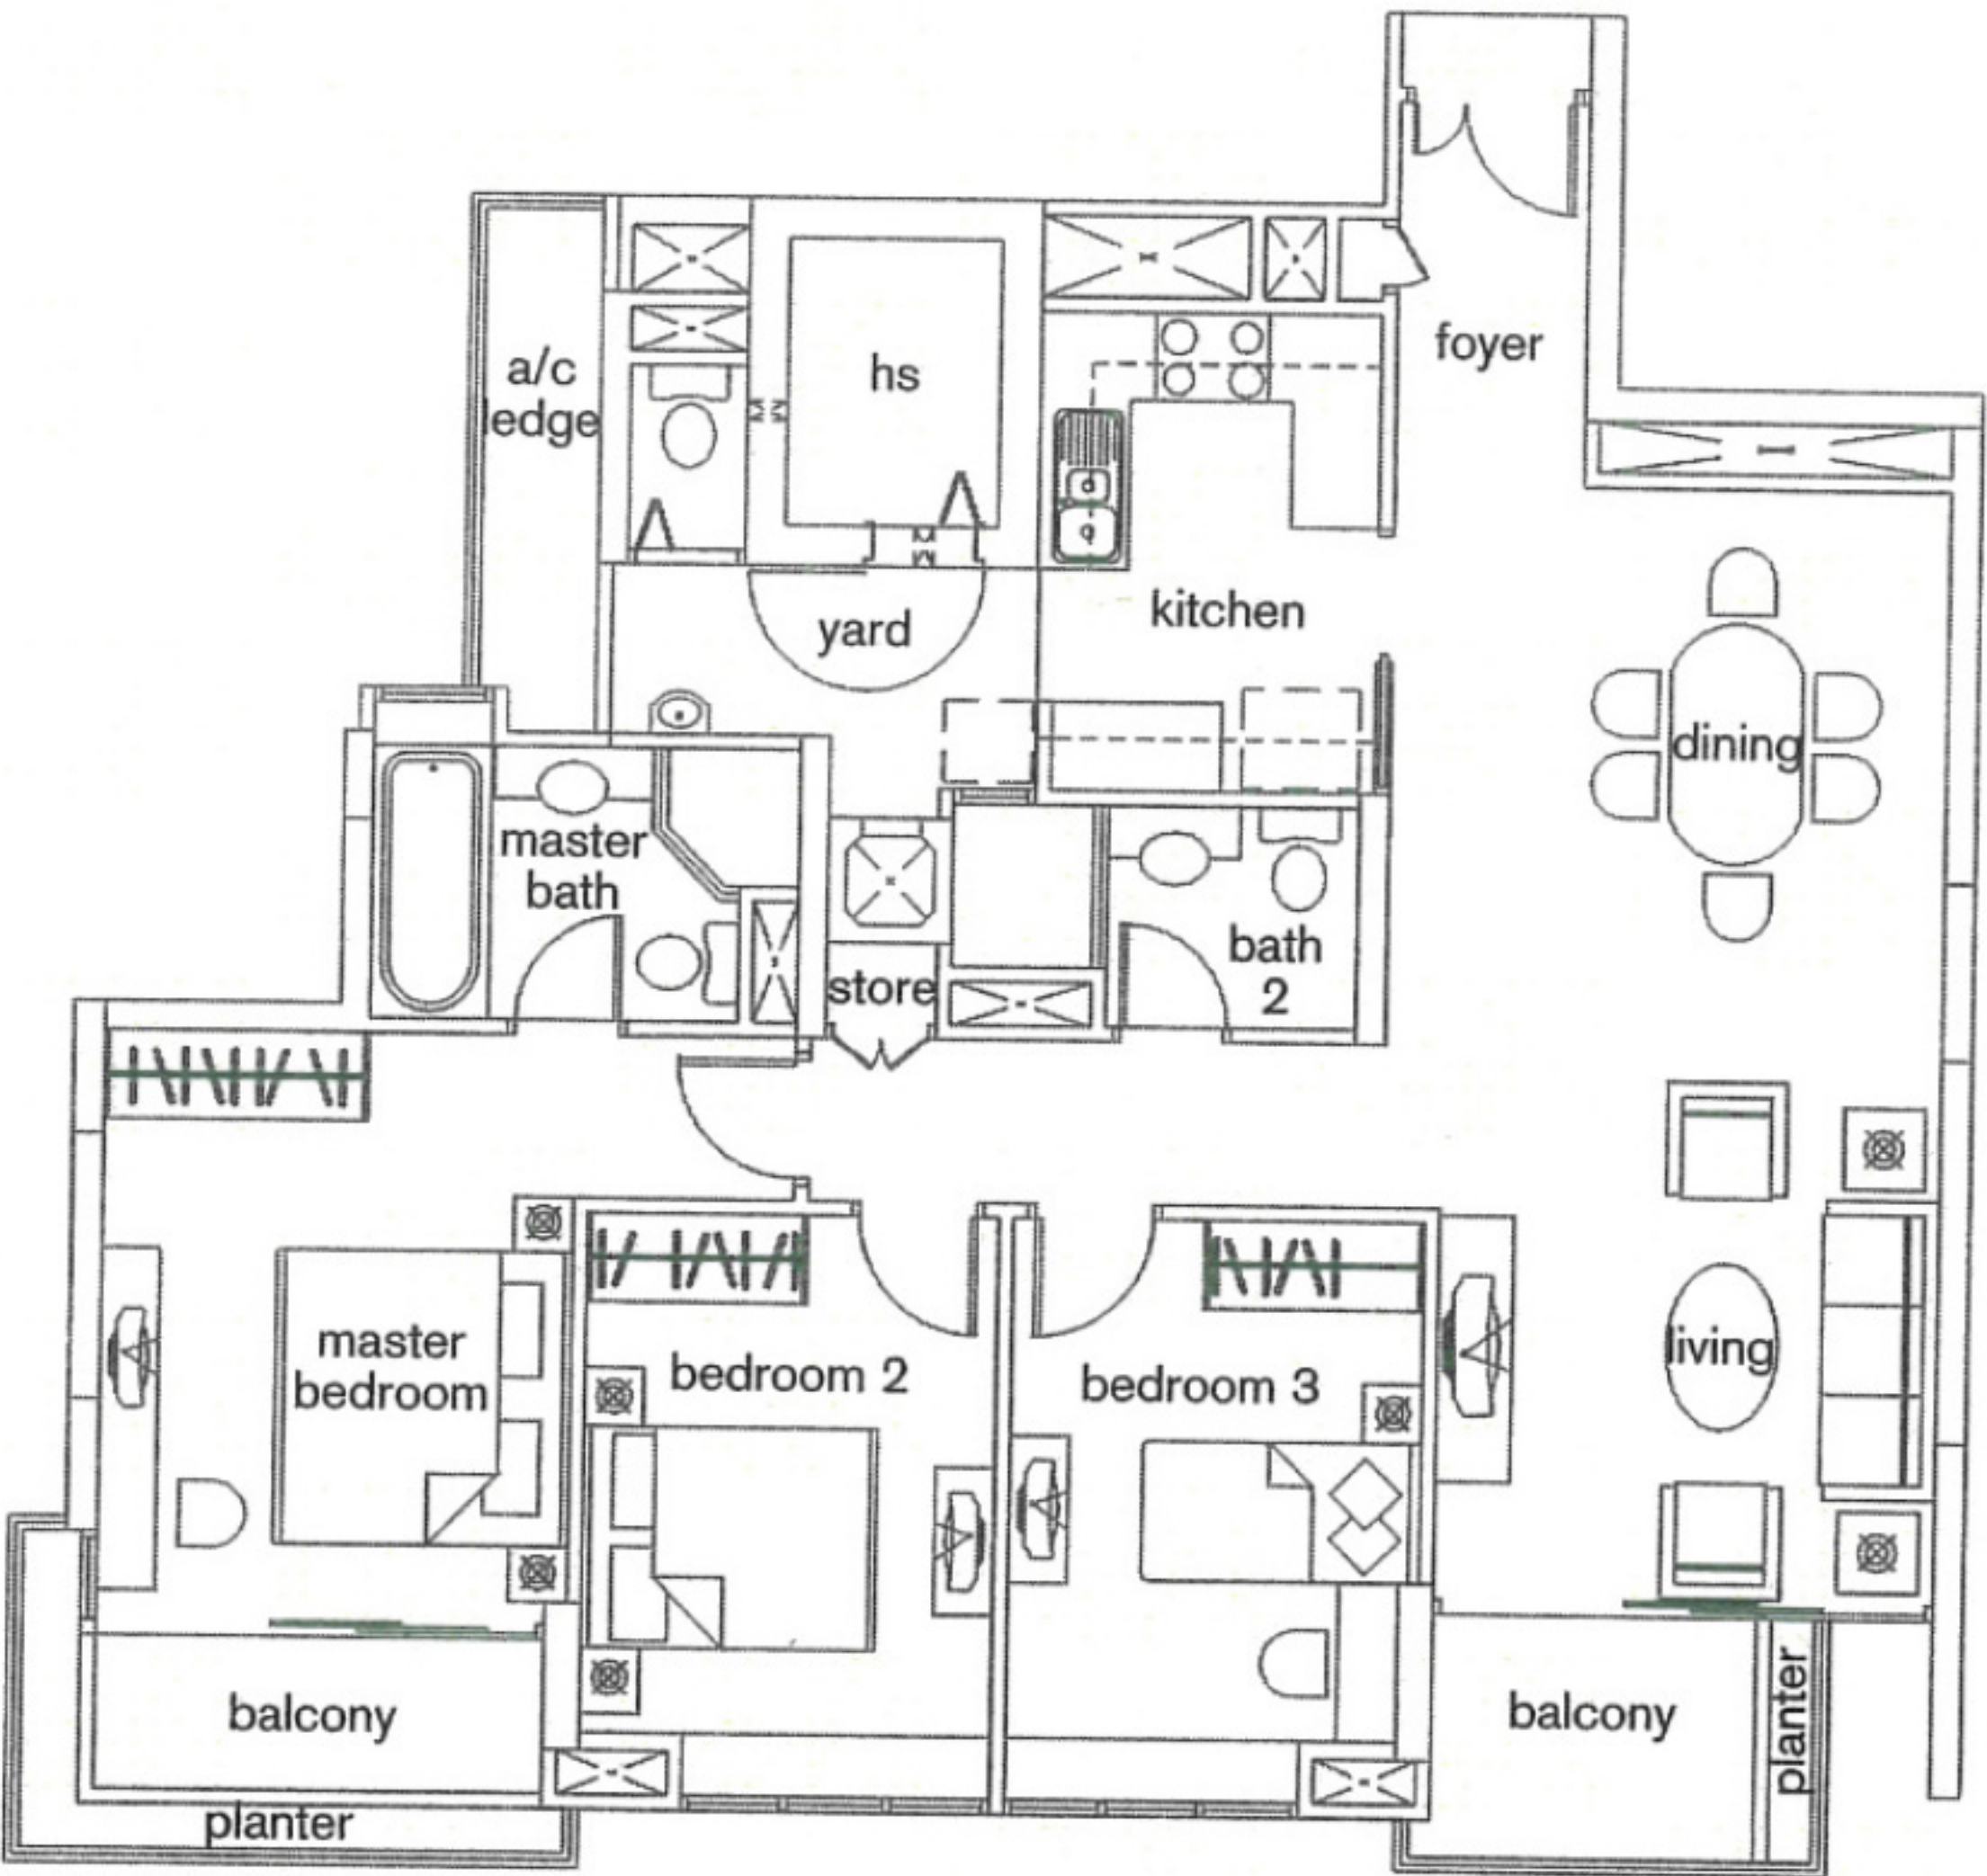 foyer
a/c
ledge
hs
kitchen
yard
dining
master
bath
bath
2
store
living
master
bedroom
bedroom 2
bedroom 3
balcony
balcony
planter
planter